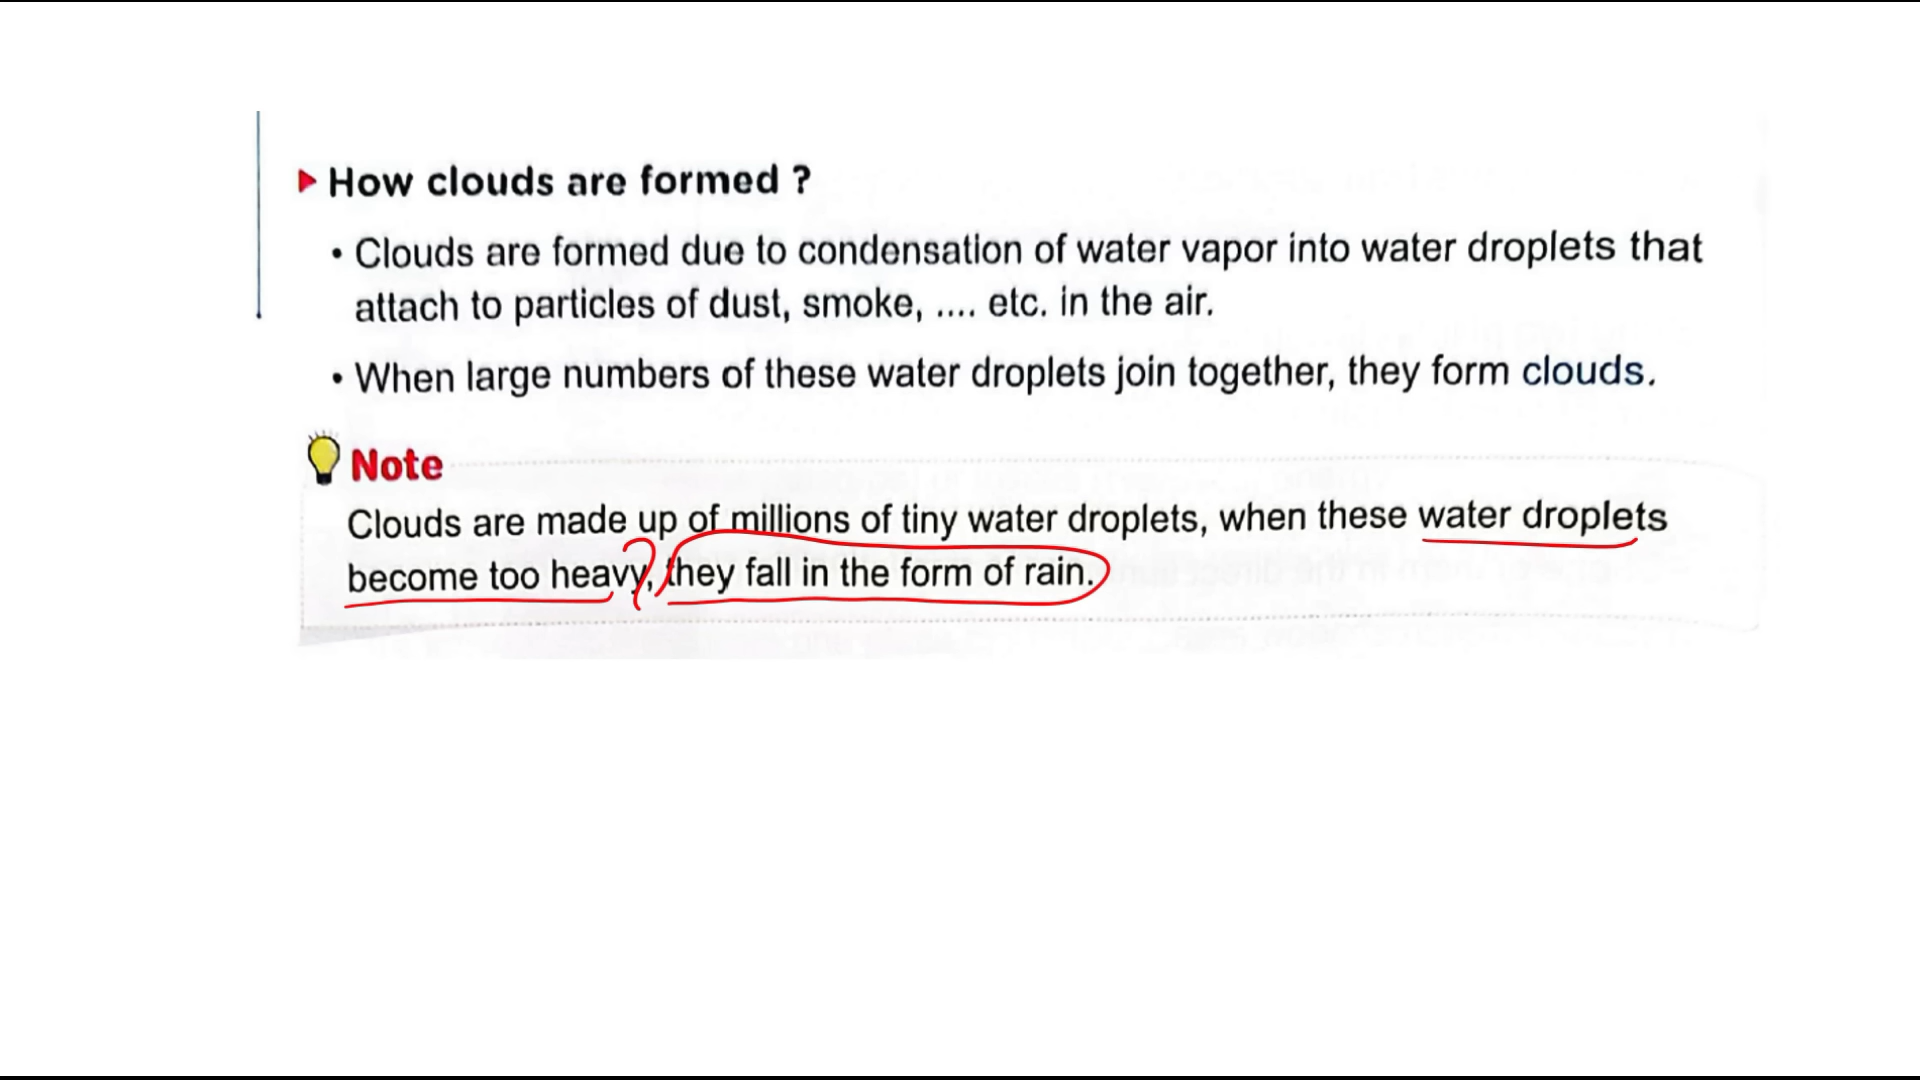 How clouds are formed ?
• Clouds are formed due to condensation of water vapor into water droplets that
attach to particles of dust, smoke, .... etc. in the air.
• When large numbers of these water droplets join together, they form clouds.
Note
Clouds are made up of millions of tiny water droplets, when these water droplets
become too heavy, they fall in the form of rain.
?